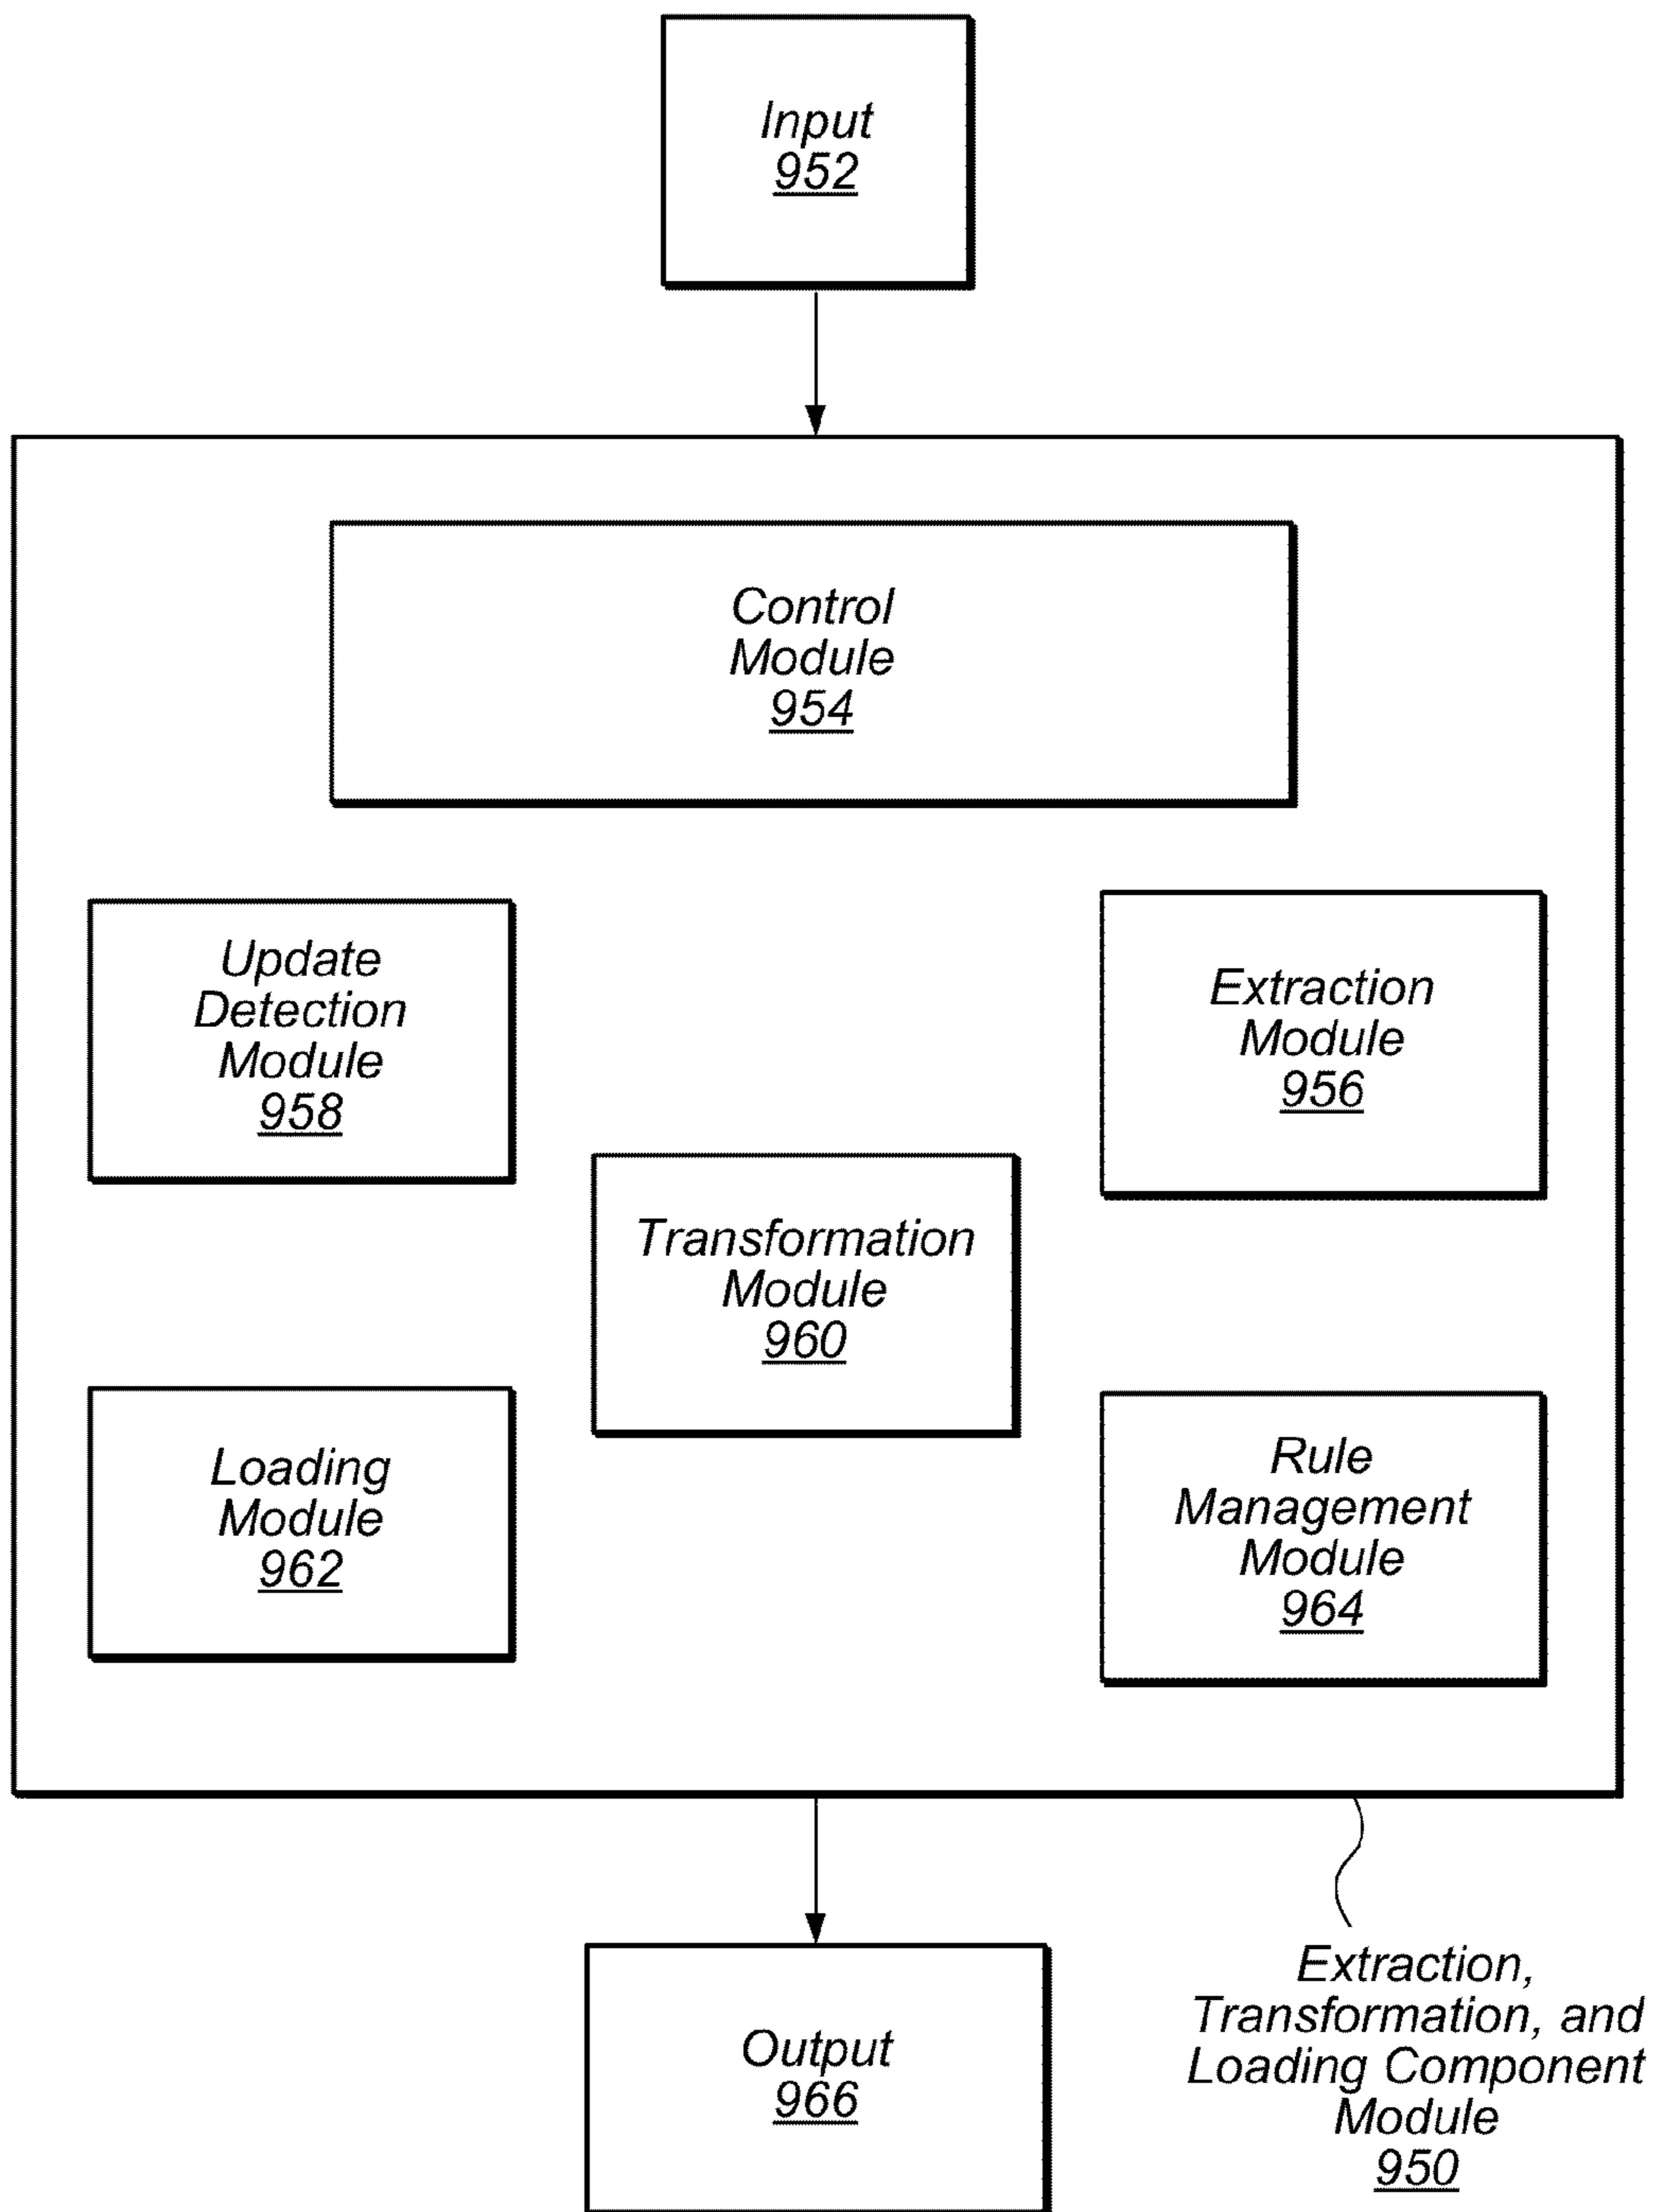 Input
952
Control
Module
954
Update
Detection
Module
958
Extraction
Module
956
Transformation
Module
960
Loading
Module
962
Rule
Management
Module
964
Output
966
Extraction,
Transformation, and
Loading Component
Module
950